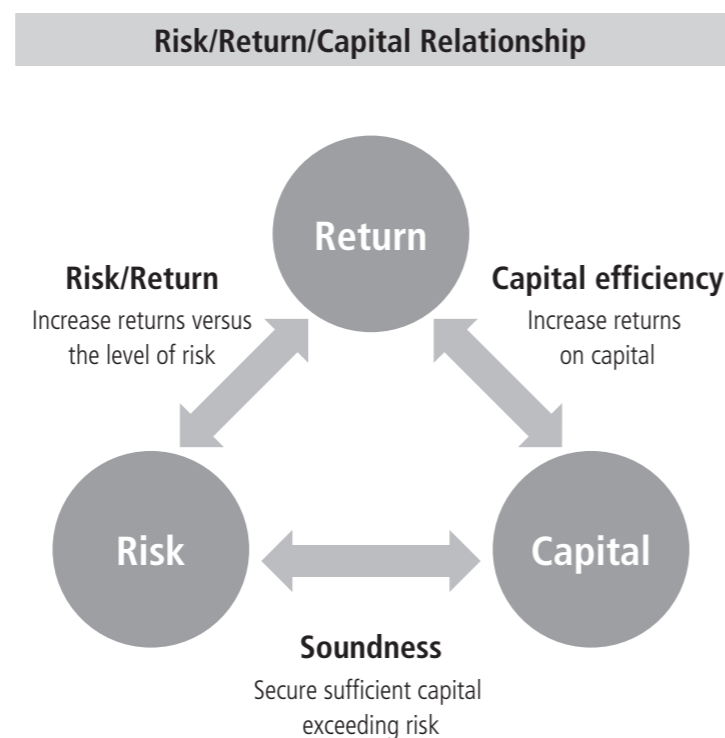 Risk/Return/Capital Relationship
Return
Risk/Return
Increase returns versus
the level of risk
Capital efficiency
Increase returns
on capital
Risk
Capital
Soundness
Secure sufficient capital
exceeding risk